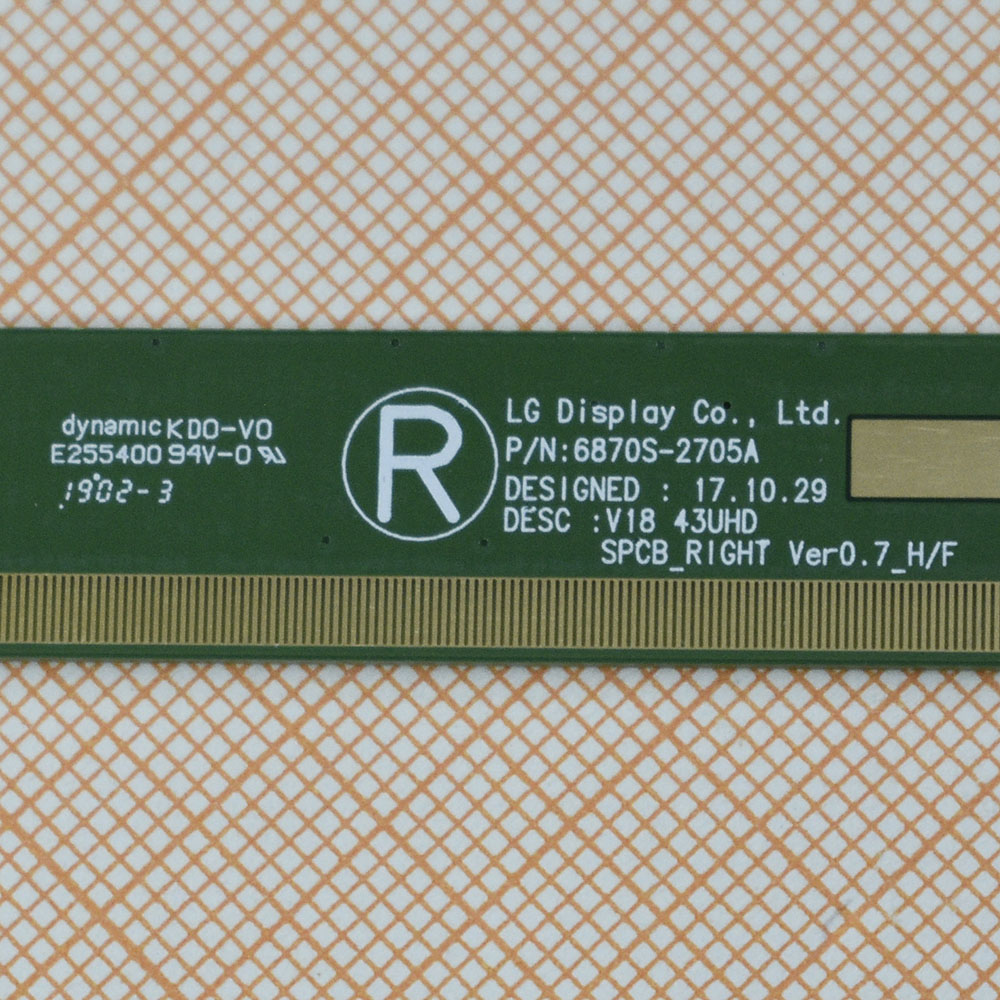 dynamic KDO-V0
E255400 94V-0
1902-3
R
LG Display Co., Ltd.
P/N:6870S-2705A
DESIGNED : 17.10.29
DESC :V18 43UHD
SPCB_RIGHT Ver0.7_H/F